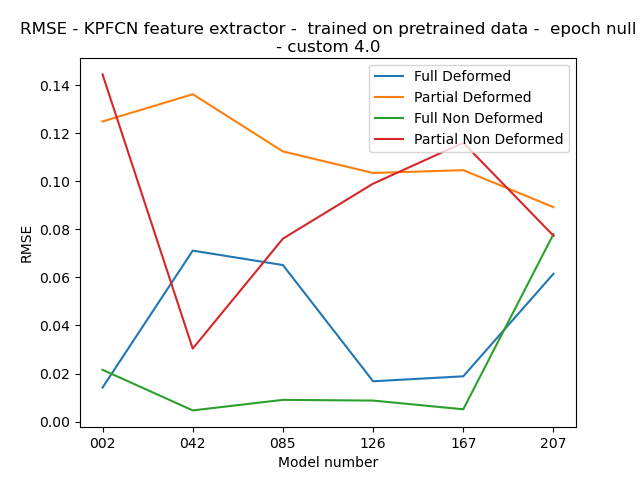 RMSE - KPFCN feature extractor -  trained on pretrained data -  epoch null
- custom 4.0
Full Deformed
Partial Deformed
Full Non Deformed
Partial Non Deformed
0.14
0.12
0.10
0.08
0.06
0.04
0.02
0.00
RMSE
002 042 085 126 167 207
Model number